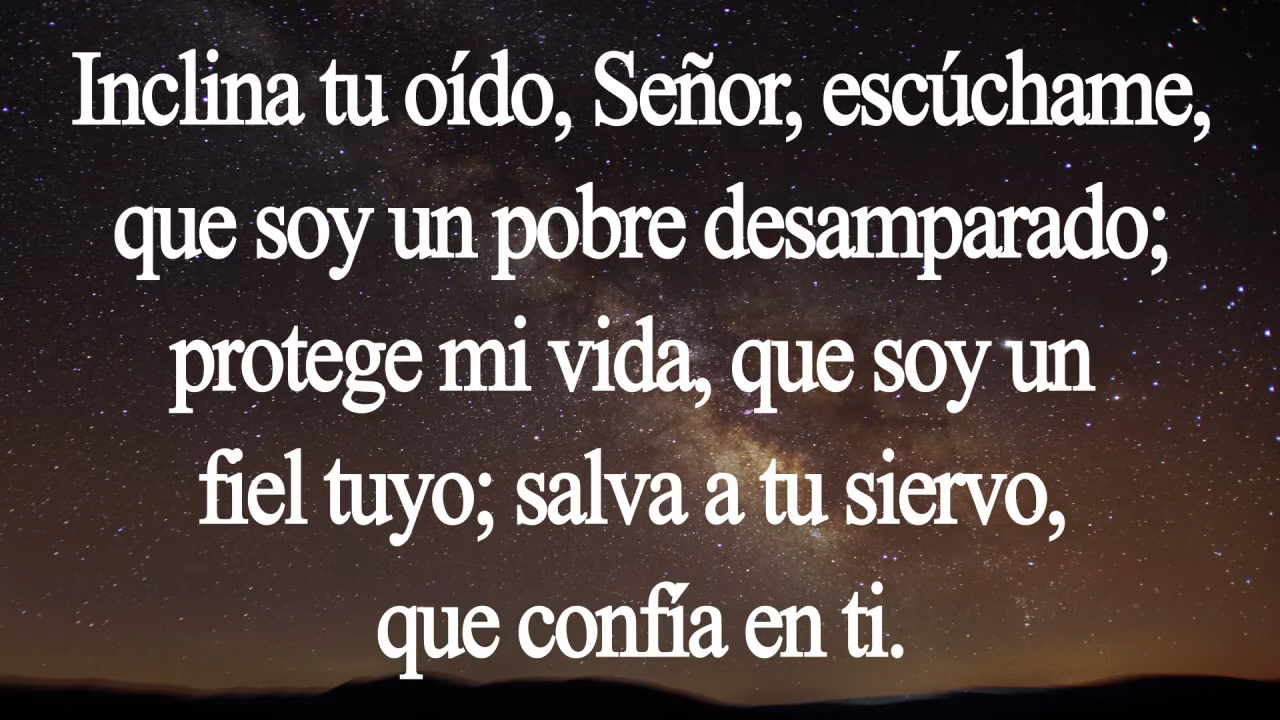 Inclina tu oído, Señor, escúchame,
que soy un pobre desamparado;
protege mi vida, que soy un
fiel tuyo; salva a tu siervo,
que confía en ti.